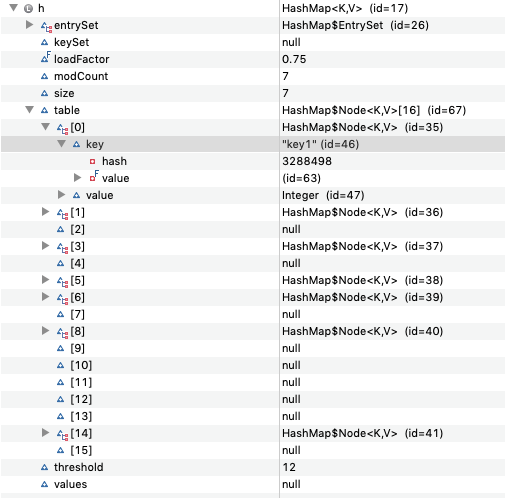 h HashMap<K,V> (id=17)
entrySet HashMap$EntrySet (id=26)
keySet null
F loadFactor 0.75
modCount 7
size 7
table HashMap$Node<K,V>[16] (id=67)
[0] HashMap$Node<K,V> (id=35)
key "key1" (id=46)
hash 3288498
F value (id=63)
value Integer (id=47)
[1] HashMap$Node<K,V> (id=36)
[2] null
[3] HashMap$Node<K,V> (id=37)
[4] null
[5] HashMap$Node<K,V> (id=38)
[6] HashMap$Node<K,V> (id=39)
[7] null
[8] HashMap$Node<K,V> (id=40)
[9] null
[10] null
[11] null
[12] null
[13] null
[14] HashMap$Node<K,V> (id=41)
[15] null
threshold 12
values null